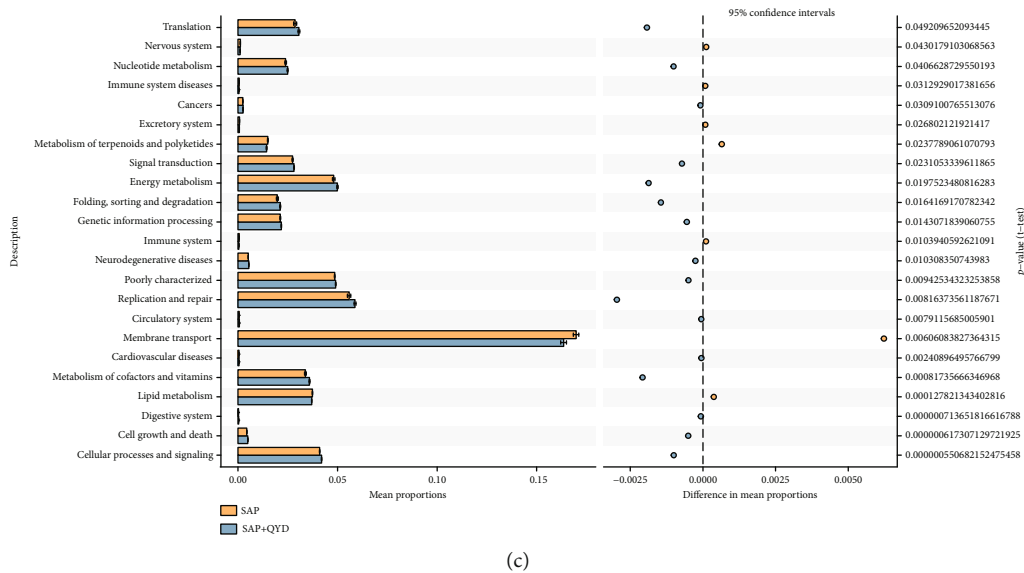 95% confidence intervals
Translation 0.049209652093445
Nervous system 0.0430179103068563
Nucleotide metabolism 0.0406628729550193
Immune system diseases 0.0312929017381656
Cancers 0.0309100765513076
Excretory system 0.026802121921417
Metabolism of terpenoids and polyketides 0.0237789061070793
Signal transduction 0.0231053339611865
Energy metabolism 0.0197523480816283
Folding, sorting and degradation 0.0164169170782342
Genetic information processing 0.0143071839060755
Immune system 0.0103940592621091
Neurodegenerative diseases 0.010308350743983
Poorly characterized 0.00942534323253858
Replication and repair 0.00816373561187671
Circulatory system 0.0079115685005901
Membrane transport 0.00606083827364315
Cardiovascular diseases 0.00240896495766799
Metabolism of cofactors and vitamins 0.00081735666346968
Lipid metabolism 0.000127821343402816
Digestive system 0.000000713651816616788
Cell growth and death 0.000000617307129721925
Cellular processes and signaling 0.000000550682152475458
Description
p-value (t-test)
0.00 0.05 0.10 0.15 −0.0025 0.0000 0.0025 0.0050
Mean proportions Difference in mean proportions
SAP
SAP+QYD
(c)